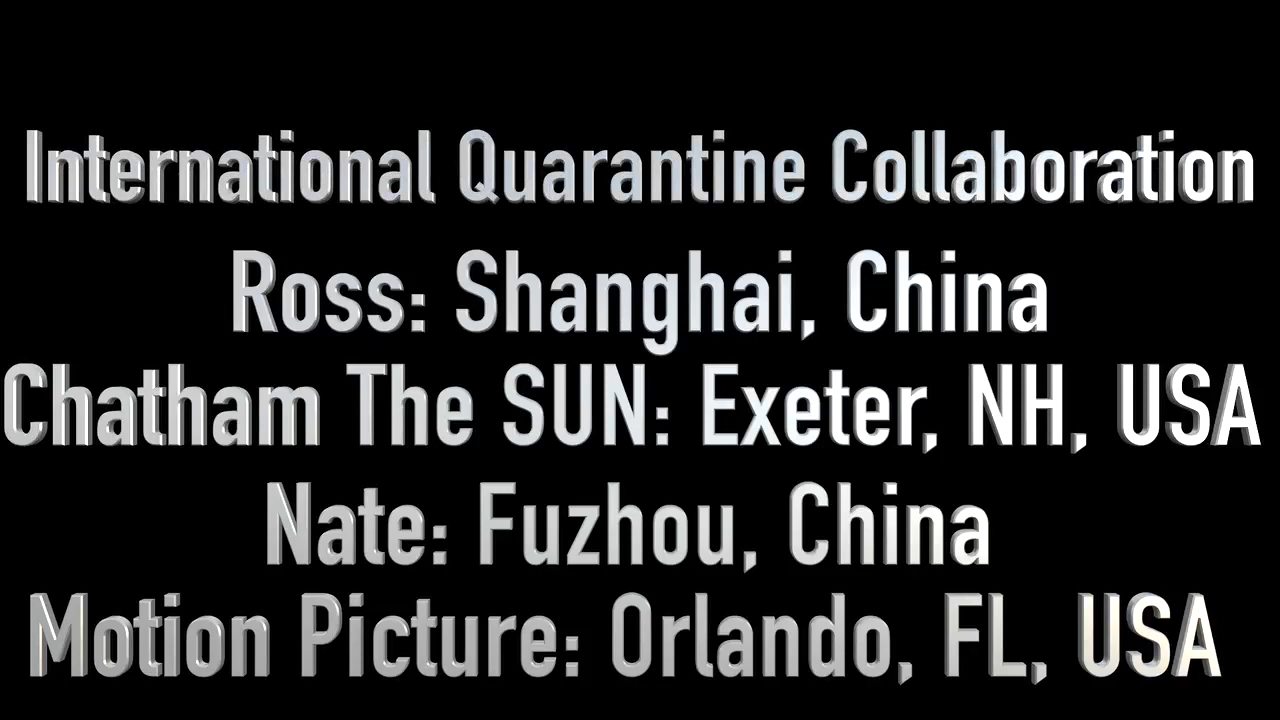 International Quarantine Collaboration
Ross: Shanghai, China
Chatham The SUN: Exeter, NH, USA
Nate: Fuzhou, China
Motion Picture: Orlando, FL, USA